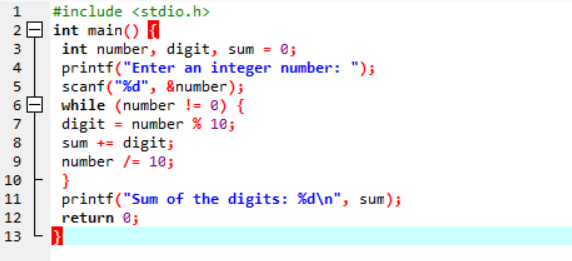 1 #include <stdio.h>
2 int main() {
3 int number, digit, sum = 0;
4 printf("Enter an integer number: ");
5 scanf("%d", &number);
6 while (number != 0) {
7 digit = number % 10;
8 sum += digit;
9 number /= 10;
10 }
11 printf("Sum of the digits: %d\n", sum);
12 return 0;
13 }